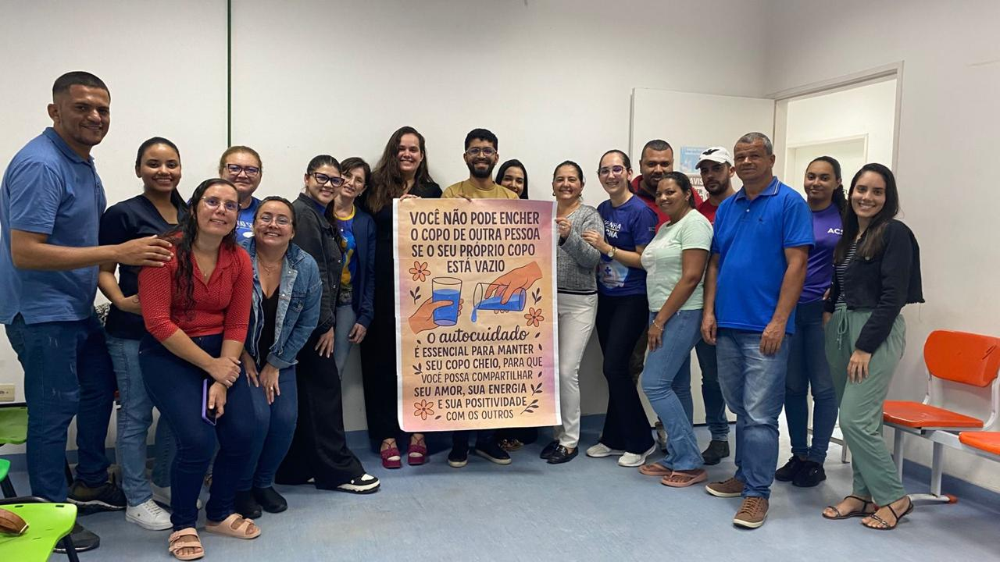 VOCÊ NÃO PODE ENCHER
O COPO DE OUTRA PESSOA
SE O SEU PRÓPRIO COPO
ESTÁ VAZIO
O autocuidado
É ESSENCIAL PARA MANTER
SEU COPO CHEIO, PARA QUE
VOCÊ POSSA COMPARTILHAR
SEU AMOR, SUA ENERGIA
E SUA POSITIVIDADE
COM OS OUTROS
ACS